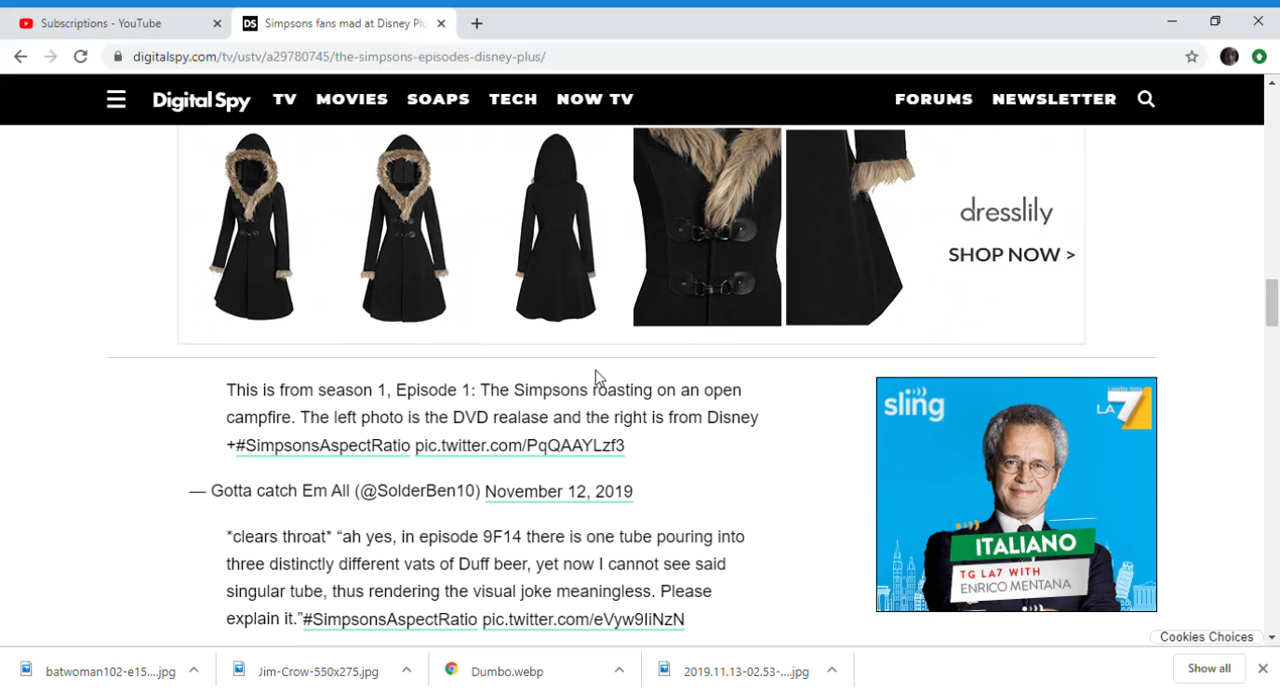 Subscriptions - YouTube
DS Simpsons fans mad at Disney Plu
digitalspy.com/tv/ustv/a29780745/the-simpsons-episodes-disney-plus/
Digital Spy TV MOVIES SOAPS TECH NOW TV FORUMS NEWSLETTER
dresslily
SHOP NOW >
This is from season 1, Episode 1: The Simpsons roasting on an open
campfire. The left photo is the DVD realase and the right is from Disney
+#SimpsonsAspectRatio pic.twitter.com/PqQAAYLzf3
— Gotta catch Em All (@SolderBen10) November 12, 2019
*clears throat* “ah yes, in episode 9F14 there is one tube pouring into
three distinctly different vats of Duff beer, yet now I cannot see said
singular tube, thus rendering the visual joke meaningless. Please
explain it.”#SimpsonsAspectRatio pic.twitter.com/eVyw9IiNzN
sling
LA7
ITALIANO
TG LA7 WITH
ENRICO MENTANA
Cookies Choices
batwoman102-e15....jpg Jim-Crow-550x275.jpg Dumbo.webp 2019.11.13-02.53-....jpg Show all